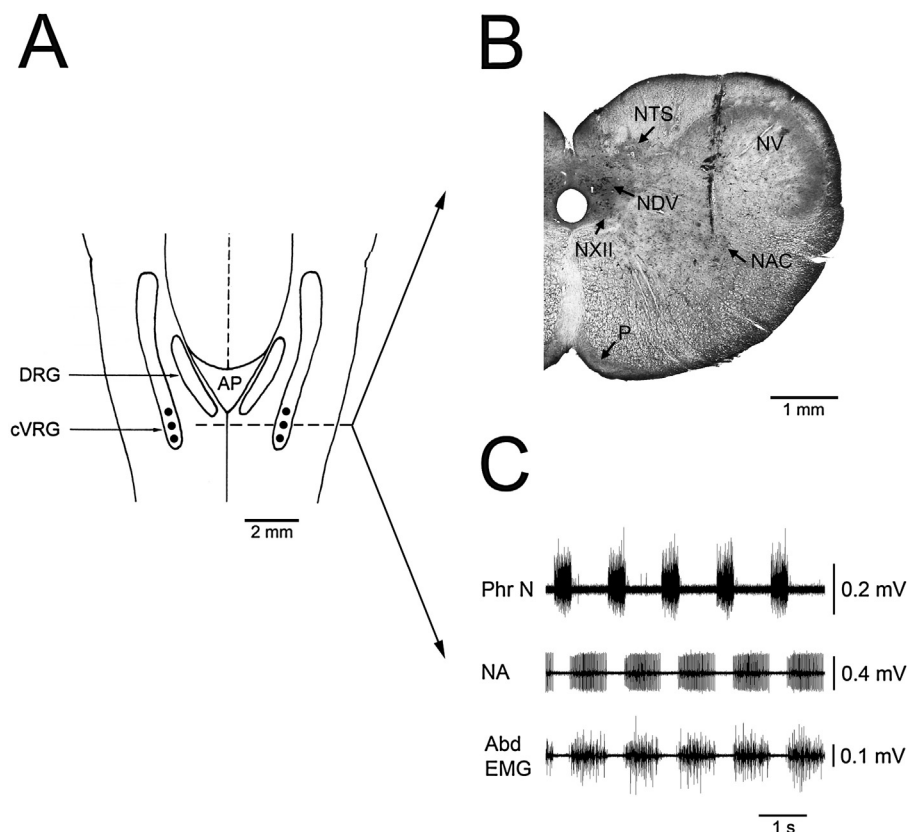 A
DRG
cVRG
AP
2 mm
B
NTS
NV
NDV
NXII
NAC
P
1 mm
C
Phr N
0.2 mV
NA
0.4 mV
Abd
EMG
0.1 mV
1 s